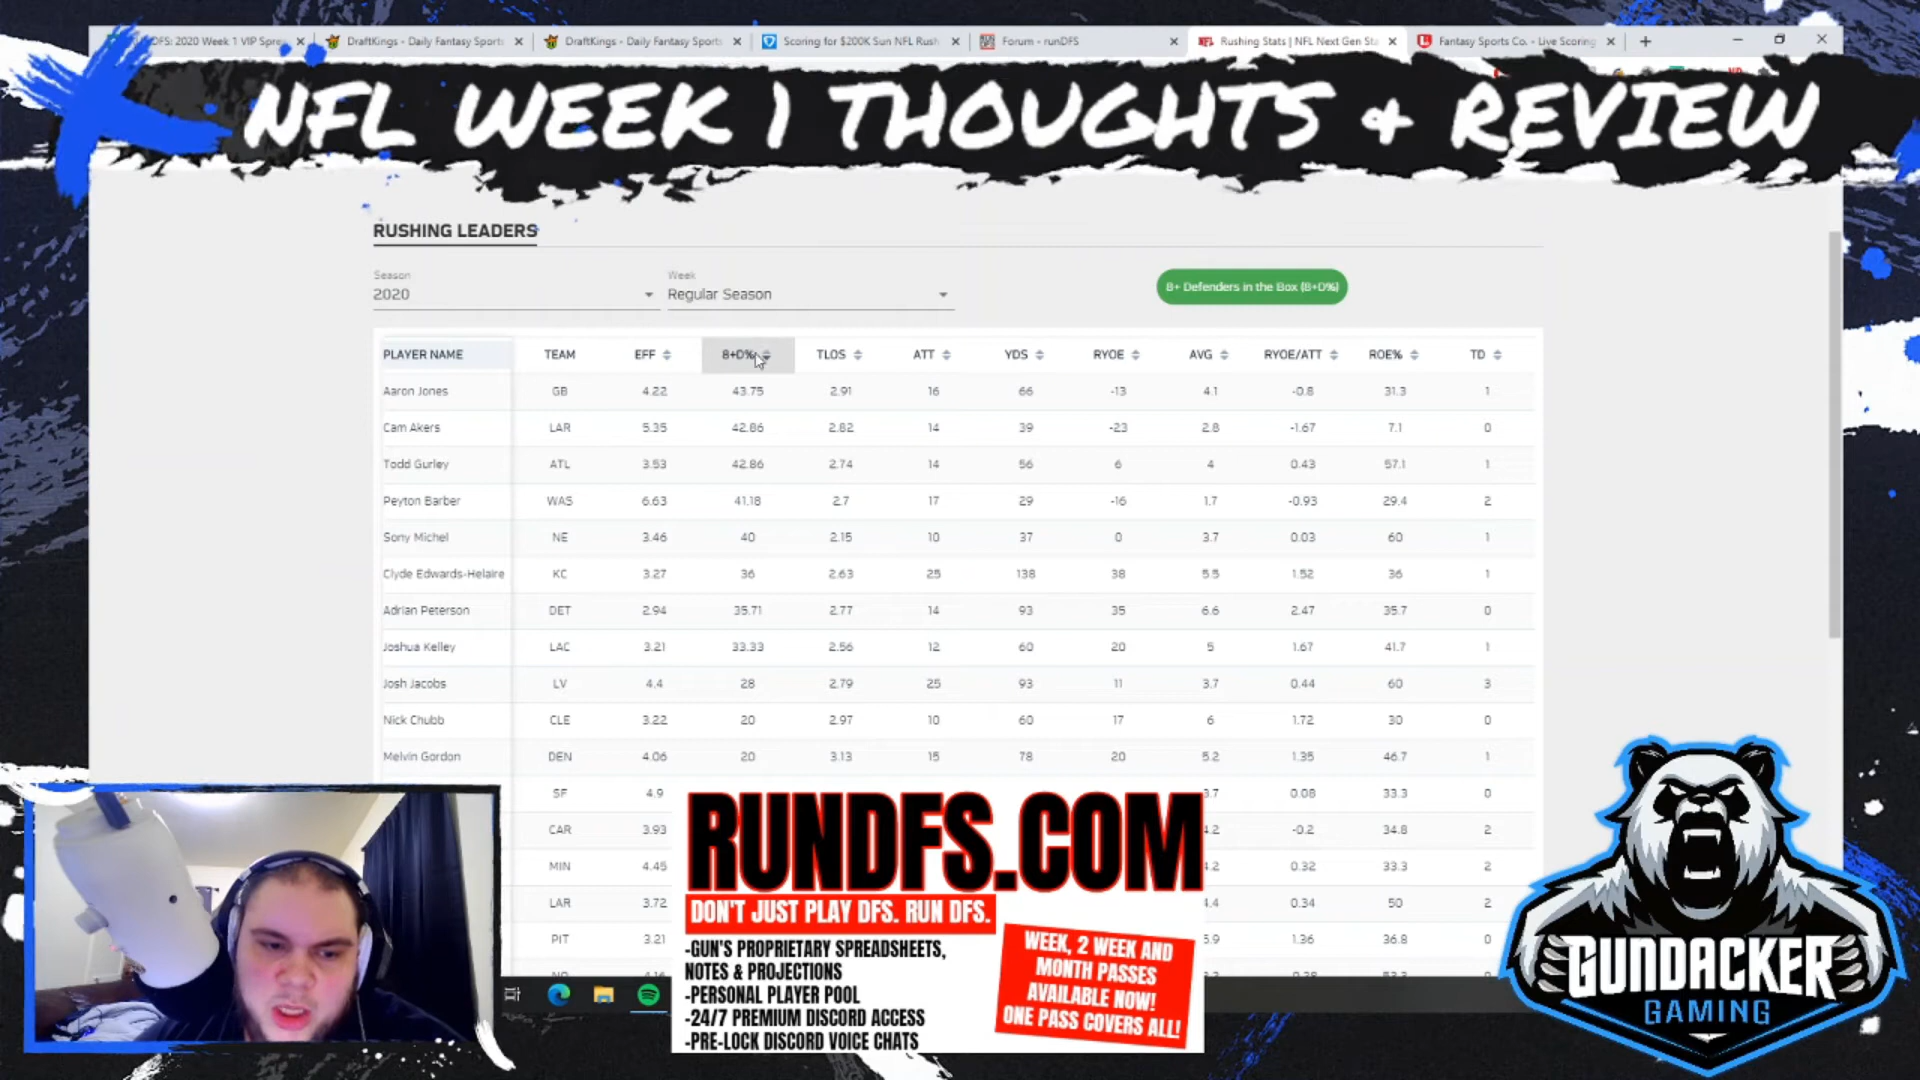 DFS: 2020 Week 1 VIP Spre
DraftKings - Daily Fantasy Sports
DraftKings - Daily Fantasy Sports
Scoring for $200K Sun NFL Rush
Forum - runDFS
Rushing Stats | NFL Next Gen Sta
Fantasy Sports Co. - Live Scoring
NFL WEEK 1 THOUGHTS & REVIEW
RUSHING LEADERS
Season
2020
Week
Regular Season
8+ Defenders in the Box (8+D%)
PLAYER NAME TEAM EFF 8+D% TLOS ATT YDS RYOE AVG RYOE/ATT ROE% TD
Aaron Jones GB 4.22 43.75 2.91 16 66 -13 4.1 -0.8 31.3 1
Cam Akers LAR 5.35 42.86 2.82 14 39 -23 2.8 -1.67 7.1 0
Todd Gurley ATL 3.53 42.86 2.74 14 56 6 4 0.43 57.1 1
Peyton Barber WAS 6.63 41.18 2.7 17 29 -16 1.7 -0.93 29.4 2
Sony Michel NE 3.46 40 2.15 10 37 0 3.7 0.03 60 1
Clyde Edwards-Helaire KC 3.27 36 2.63 25 138 38 5.5 1.52 36 1
Adrian Peterson DET 2.94 35.71 2.77 14 93 35 6.6 2.47 35.7 0
Joshua Kelley LAC 3.21 33.33 2.56 12 60 20 5 1.67 41.7 1
Josh Jacobs LV 4.4 28 2.79 25 93 11 3.7 0.44 60 3
Nick Chubb CLE 3.22 20 2.97 10 60 17 6 1.72 30 0
Melvin Gordon DEN 4.06 20 3.13 15 78 20 5.2 1.35 46.7 1
SF 4.9 3.7 0.08 33.3 0
CAR 3.93 4.2 -0.2 34.8 2
MIN 4.45 4.2 0.32 33.3 2
LAR 3.72 4.4 0.34 50 2
PIT 3.21 5.9 1.36 36.8 0
RUNDFS.COM
DON'T JUST PLAY DFS. RUN DFS.
-GUN'S PROPRIETARY SPREADSHEETS,
NOTES & PROJECTIONS
-PERSONAL PLAYER POOL
-24/7 PREMIUM DISCORD ACCESS
-PRE-LOCK DISCORD VOICE CHATS
WEEK, 2 WEEK AND
MONTH PASSES
AVAILABLE NOW!
ONE PASS COVERS ALL!
GUNDACKER
GAMING